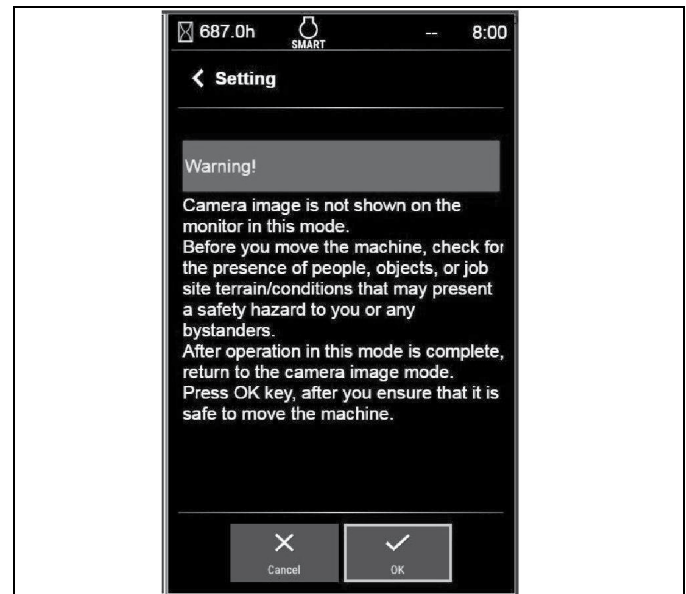 687.0h SMART -- 8:00
Setting
Warning!
Camera image is not shown on the
monitor in this mode.
Before you move the machine, check for
the presence of people, objects, or job
site terrain/conditions that may present
a safety hazard to you or any
bystanders.
After operation in this mode is complete,
return to the camera image mode.
Press OK key, after you ensure that it is
safe to move the machine.
Cancel OK